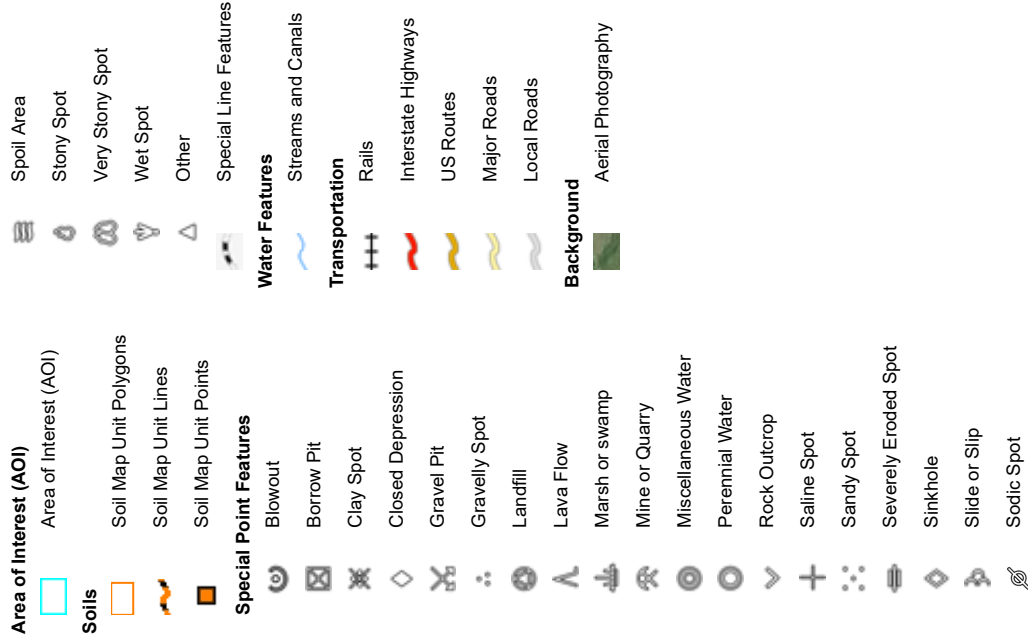 Area of Interest (AOI)
Area of Interest (AOI)
Soils
Soil Map Unit Polygons
Soil Map Unit Lines
Soil Map Unit Points
Special Point Features
Blowout
Borrow Pit
Clay Spot
Closed Depression
Gravel Pit
Gravelly Spot
Landfill
Lava Flow
Marsh or swamp
Mine or Quarry
Miscellaneous Water
Perennial Water
Rock Outcrop
Saline Spot
Sandy Spot
Severely Eroded Spot
Sinkhole
Slide or Slip
Sodic Spot
Spoil Area
Stony Spot
Very Stony Spot
Wet Spot
Other
Special Line Features
Water Features
Streams and Canals
Transportation
Rails
Interstate Highways
US Routes
Major Roads
Local Roads
Background
Aerial Photography